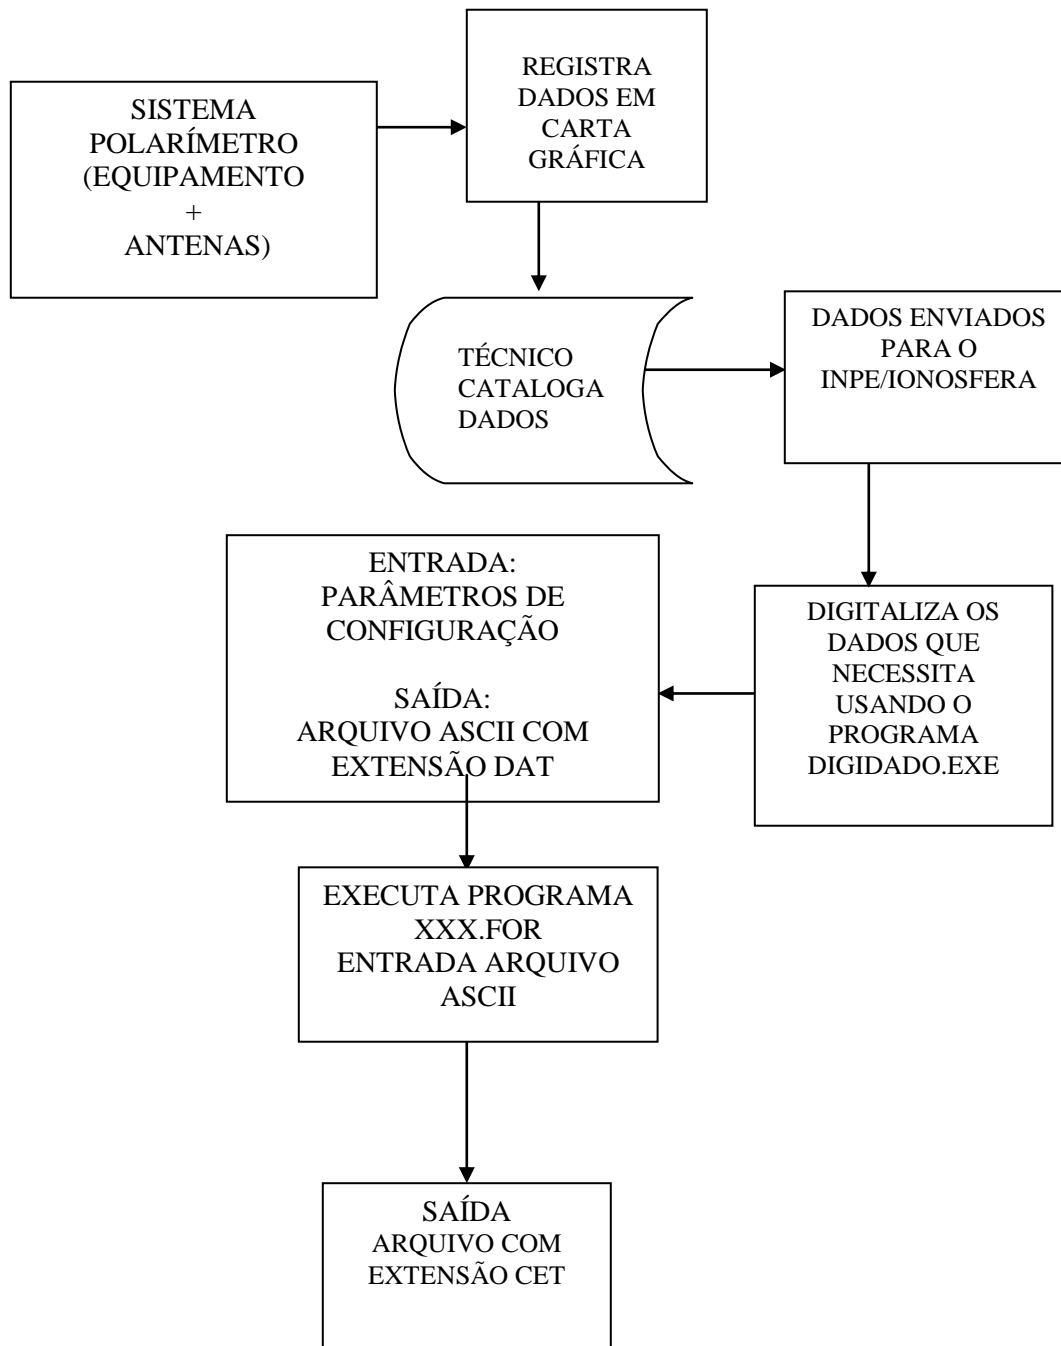 SISTEMA
POLARÍMETRO
(EQUIPAMENTO
+
ANTENAS)
REGISTRA
DADOS EM
CARTA
GRÁFICA
TÉCNICO
CATALOGA
DADOS
DADOS ENVIADOS
PARA O
INPE/IONOSFERA
DIGITALIZA OS
DADOS QUE
NECESSITA
USANDO O
PROGRAMA
DIGIDADO.EXE
ENTRADA:
PARÂMETROS DE
CONFIGURAÇÃO
SAÍDA:
ARQUIVO ASCII COM
EXTENSÃO DAT
EXECUTA PROGRAMA
XXX.FOR
ENTRADA ARQUIVO
ASCII
SAÍDA
ARQUIVO COM
EXTENSÃO CET